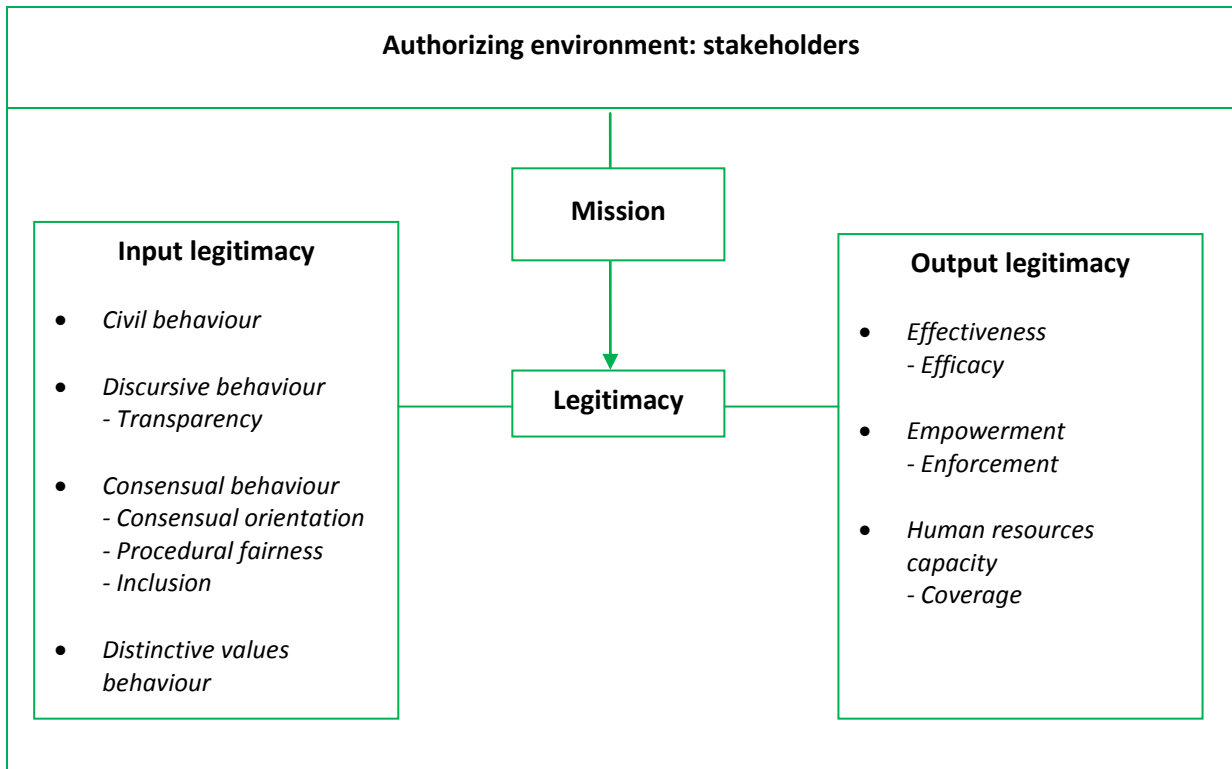 Authorizing environment: stakeholders
Mission
Input legitimacy
• Civil behaviour
• Discursive behaviour
- Transparency
• Consensual behaviour
- Consensual orientation
- Procedural fairness
- Inclusion
• Distinctive values
behaviour
Legitimacy
Output legitimacy
• Effectiveness
- Efficacy
• Empowerment
- Enforcement
• Human resources
capacity
- Coverage